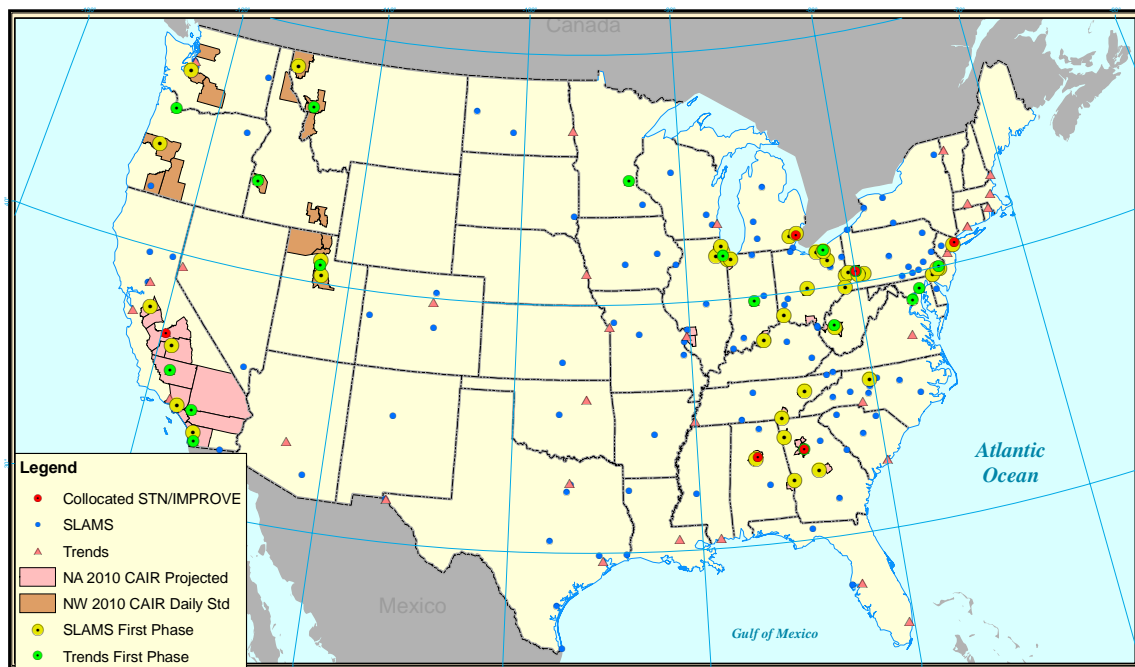 Canada
Atlantic
Ocean
Gulf of Mexico
Mexico
Legend
Collocated STN/IMPROVE
SLAMS
Trends
NA 2010 CAIR Projected
NW 2010 CAIR Daily Std
SLAMS First Phase
Trends First Phase